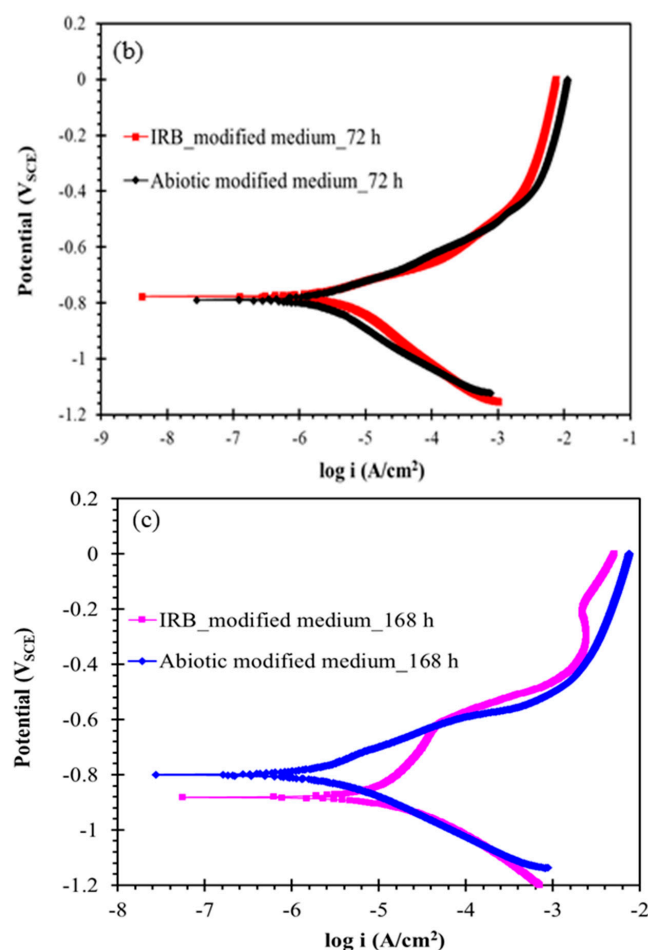 (b)
0.2
0
-0.2
-0.4
-0.6
-0.8
-1
-1.2
Potential (V_SCE)
IRB_modified medium_72 h
Abiotic modified medium_72 h
-9 -8 -7 -6 -5 -4 -3 -2 -1
log i (A/cm²)
(c)
0.2
0
-0.2
-0.4
-0.6
-0.8
-1
-1.2
Potential (V_SCE)
IRB_modified medium_168 h
Abiotic modified medium_168 h
-8 -7 -6 -5 -4 -3 -2
log i (A/cm²)